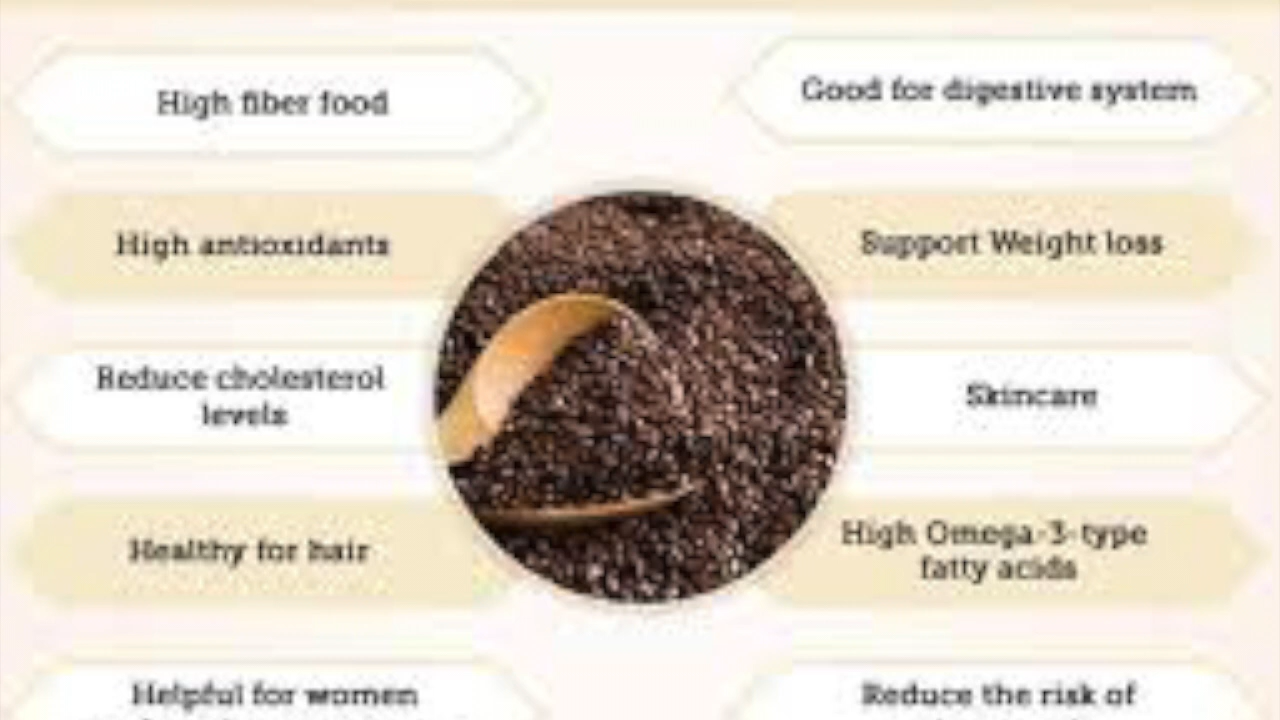 High fiber food
Good for digestive system
High antioxidants
Support Weight loss
Reduce cholesterol
levels
Skincare
Healthy for hair
High Omega-3-type
fatty acids
Helpful for women
Reduce the risk of